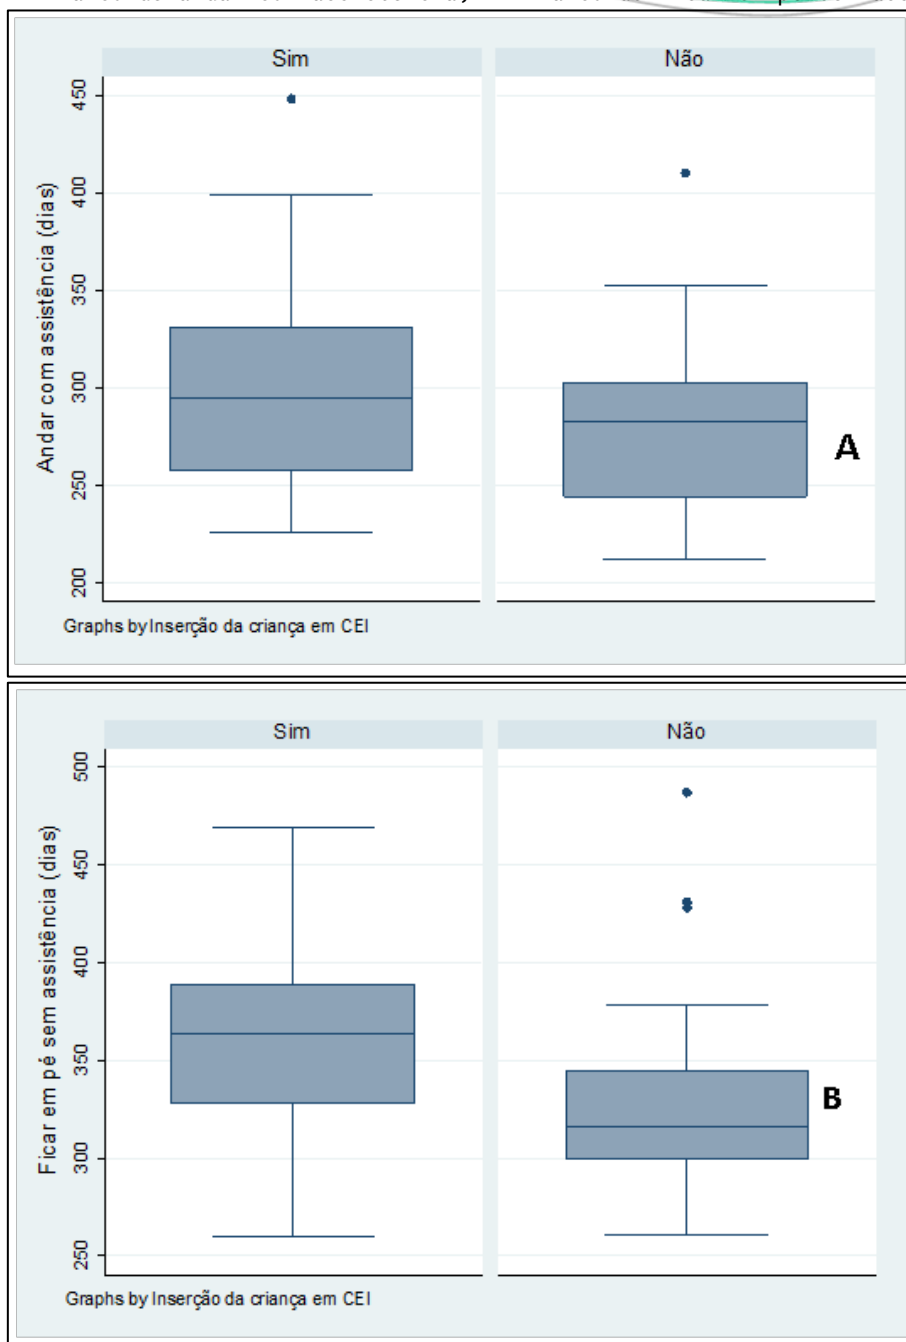 Sim Não
Andar com assistência (dias)
450
400
350
300
250
200
A
Graphs by Inserção da criança em CEI
Sim Não
Ficar em pé sem assistência (dias)
500
450
400
350
300
250
B
Graphs by Inserção da criança em CEI